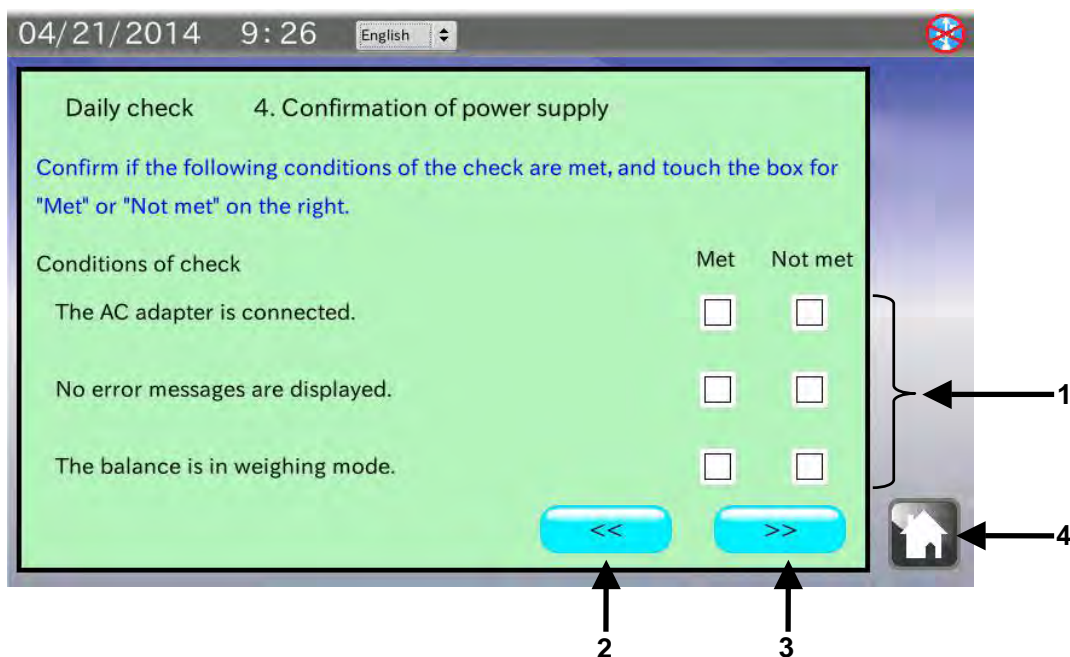 04/21/2014 9:26 English
Daily check 4. Confirmation of power supply
Confirm if the following conditions of the check are met, and touch the box for
"Met" or "Not met" on the right.
Conditions of check Met Not met
The AC adapter is connected.
No error messages are displayed.
1
The balance is in weighing mode.
<< >>
4
2 3